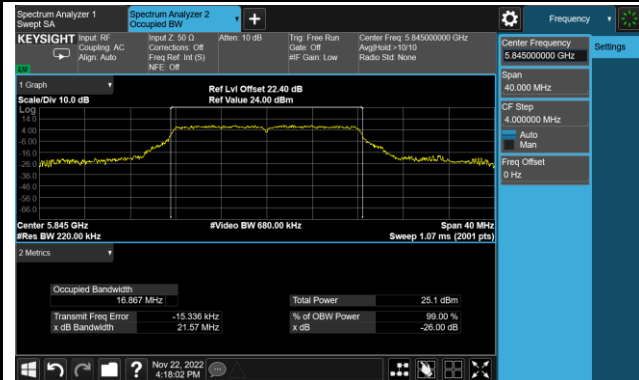 Spectrum Analyzer 1
Swept SA
Spectrum Analyzer 2
Occupied BW
Frequency
KEYSIGHT
Input: RF
Coupling: AC
Align: Auto
Input Z: 50 Ω
Corrections: Off
Freq Ref: Int (S)
NFE: Off
Atten: 10 dB
Trig: Free Run
Gate: Off
#IF Gain: Low
Center Freq: 5.845000000 GHz
Avg|Hold:>10/10
Radio Std: None
Center Frequency
5.845000000 GHz
Settings
Span
40.000 MHz
CF Step
4.000000 MHz
Auto
Man
Freq Offset
0 Hz
1 Graph
Scale/Div 10.0 dB
Ref Lvl Offset 22.40 dB
Ref Value 24.00 dBm
Log
14.0
4.00
-6.00
-16.0
-26.0
-36.0
-46.0
-56.0
-66.0
Center 5.845 GHz
#Res BW 220.00 kHz
#Video BW 680.00 kHz
Span 40 MHz
Sweep 1.07 ms (2001 pts)
2 Metrics
Occupied Bandwidth
16.867 MHz
Total Power 25.1 dBm
Transmit Freq Error -15.336 kHz
% of OBW Power 99.00 %
x dB Bandwidth 21.57 MHz
x dB -26.00 dB
Nov 22, 2022
4:18:02 PM